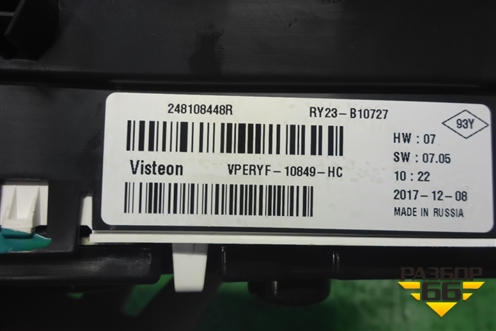 248108448R RY23-B10727
93Y
HW : 07
Visteon VPERYF-10849-HC
SW : 07.05
10 : 22
2017-12-08
MADE IN RUSSIA
РАЗБОР
66